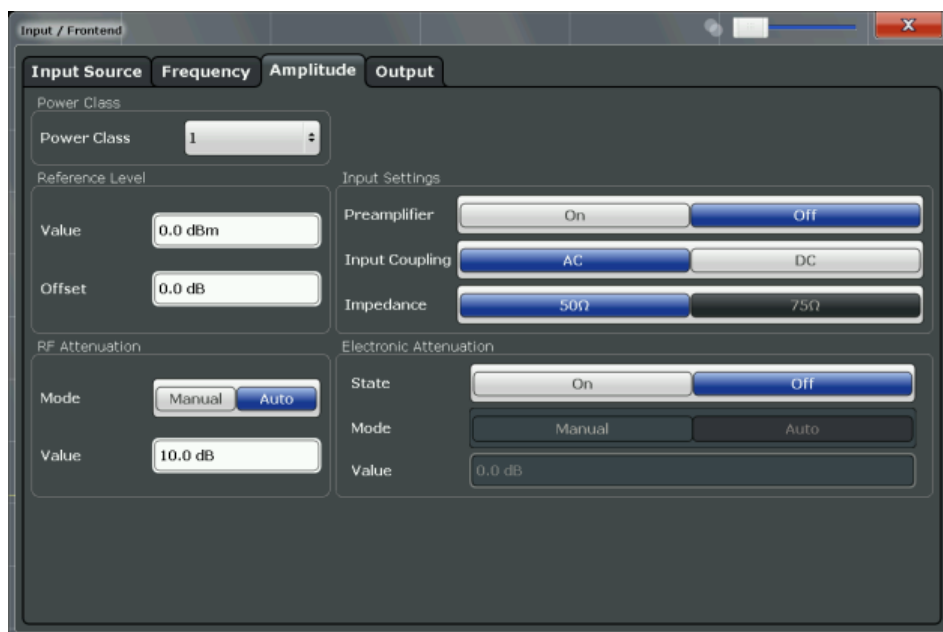 Input / Frontend
X
Input Source Frequency Amplitude Output
Power Class
Power Class 1
Reference Level
Value 0.0 dBm
Offset 0.0 dB
Input Settings
Preamplifier On Off
Input Coupling AC DC
Impedance 50Ω 75Ω
RF Attenuation
Mode Manual Auto
Value 10.0 dB
Electronic Attenuation
State On Off
Mode Manual Auto
Value 0.0 dB